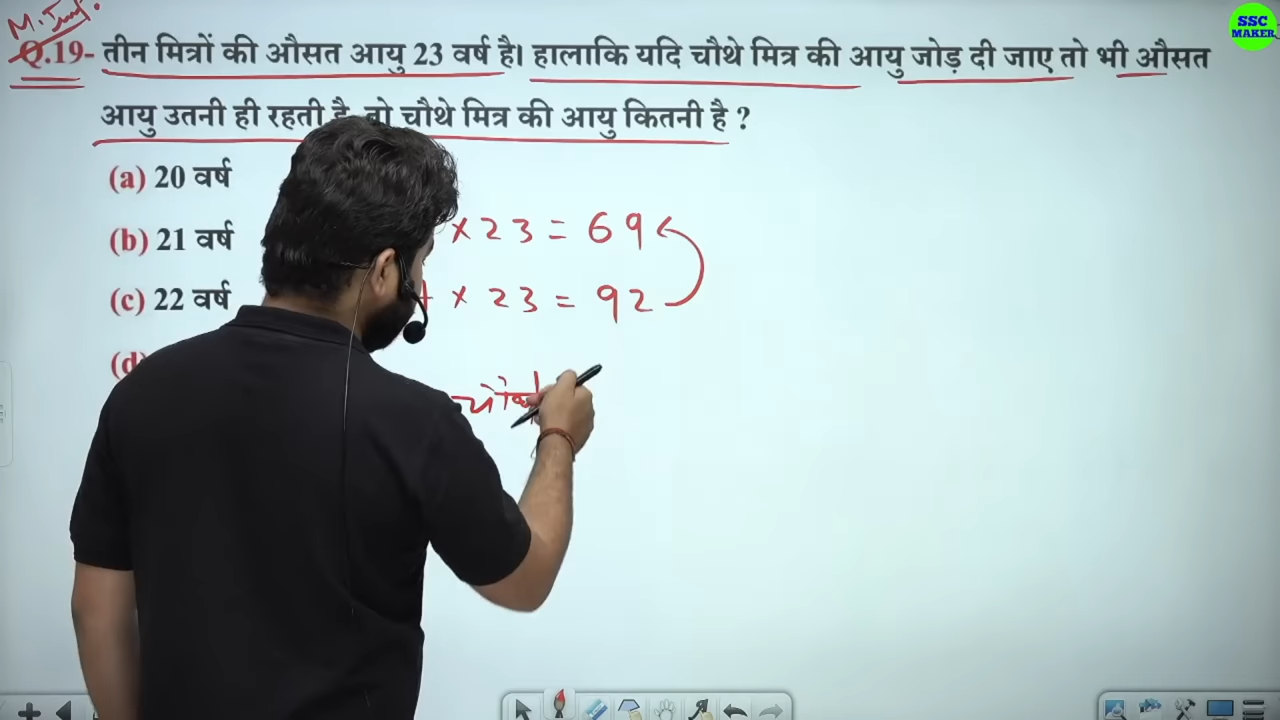 SSC
MAKER
M. Imp.
Q.19- तीन मित्रों की औसत आयु 23 वर्ष है। हालाकि यदि चौथे मित्र की आयु जोड़ दी जाए तो भी औसत
आयु उतनी ही रहती है, तो चौथे मित्र की आयु कितनी है ?
(a) 20 वर्ष
(b) 21 वर्ष
× 23 = 69
(c) 22 वर्ष
× 23 = 92
(d)